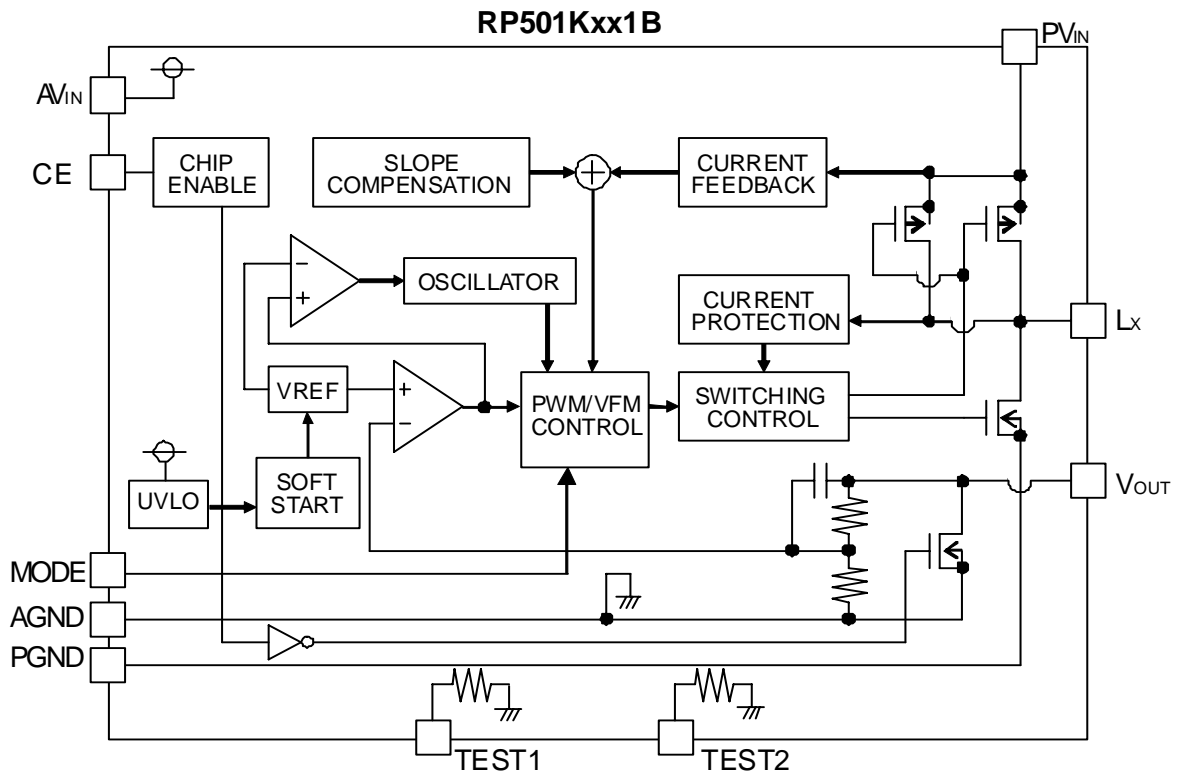 RP501Kxx1B
PVIN
AVIN
CE
CHIP
ENABLE
SLOPE
COMPENSATION
+
CURRENT
FEEDBACK
−
+
OSCILLATOR
CURRENT
PROTECTION
LX
VREF
+
−
PWM/VFM
CONTROL
SWITCHING
CONTROL
UVLO
SOFT
START
VOUT
MODE
AGND
PGND
TEST1
TEST2